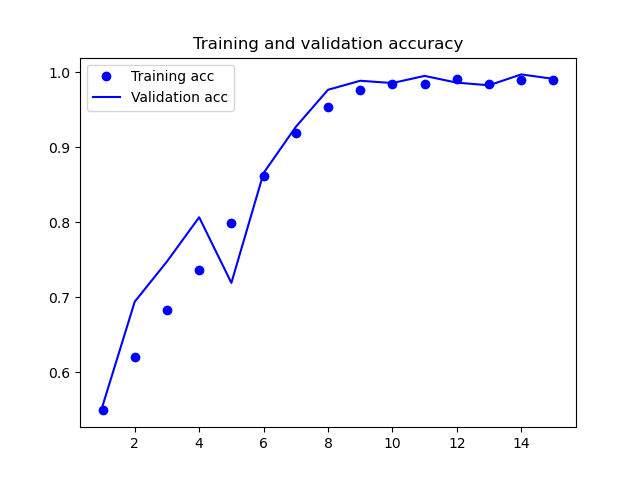 Training and validation accuracy
Training acc
Validation acc
1.0
0.9
0.8
0.7
0.6
2 4 6 8 10 12 14